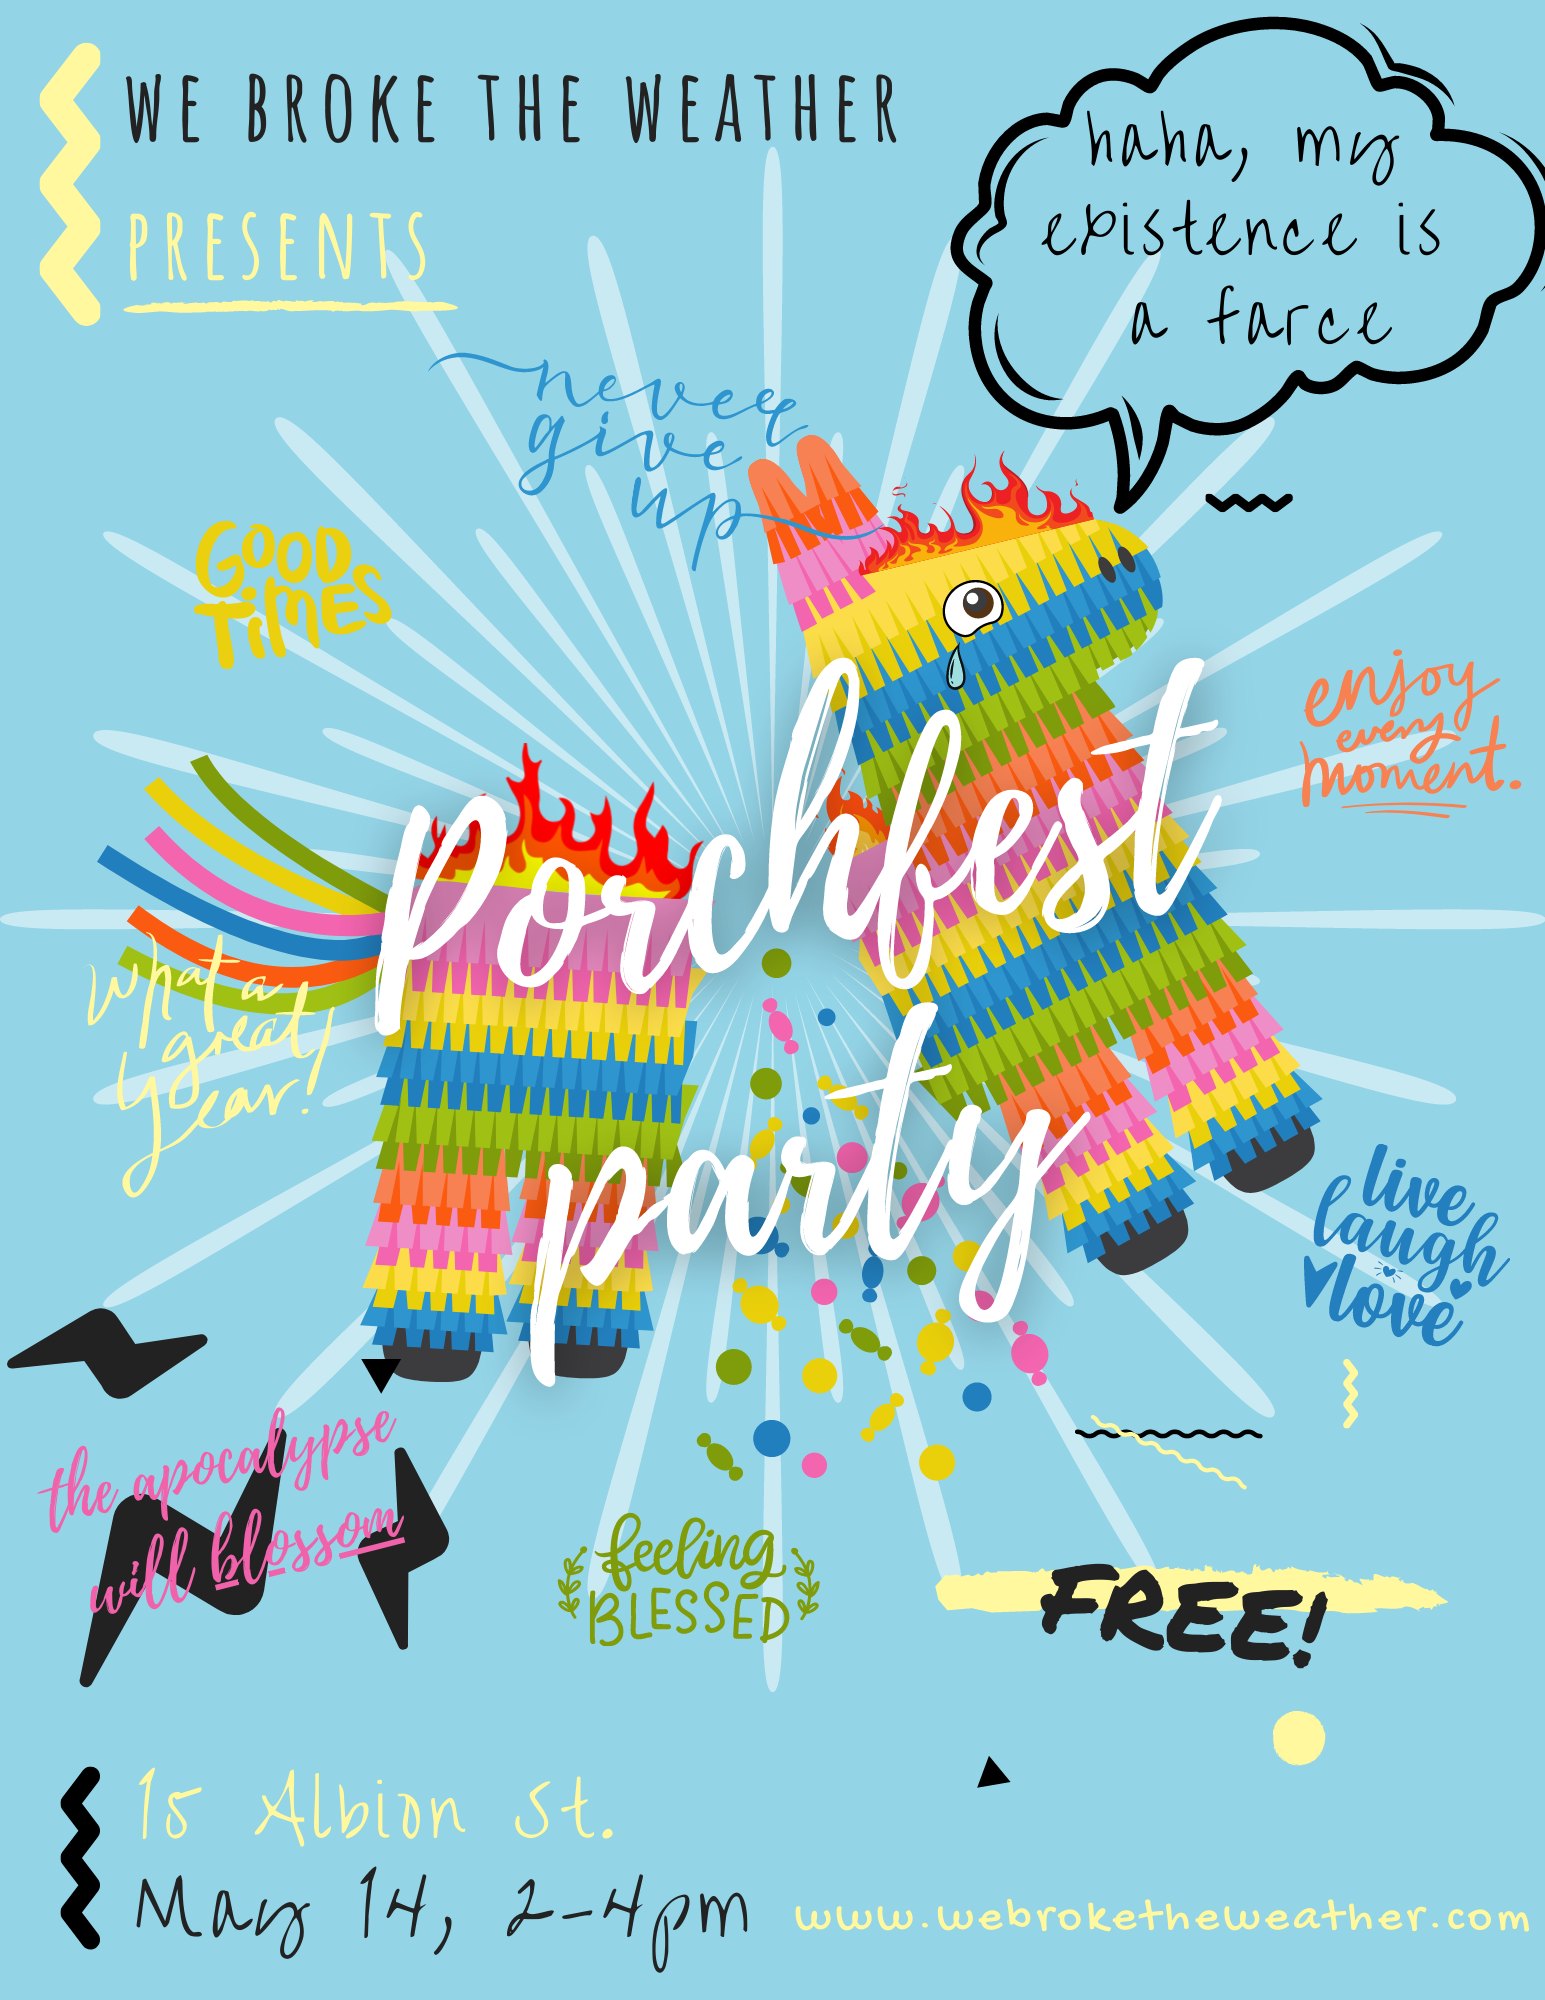 WE BROKE THE WEATHER
PRESENTS
haha, my
existence is
a farce
never
give
up
GOOD
TIMES
enjoy
every
moment.
Porchfest
party
what a
great
year!
live
laugh
love
the apocalypse
will blossom
feeling
BLESSED
FREE!
15 Albion St.
May 14, 2-4pm
www.webroketheweather.com